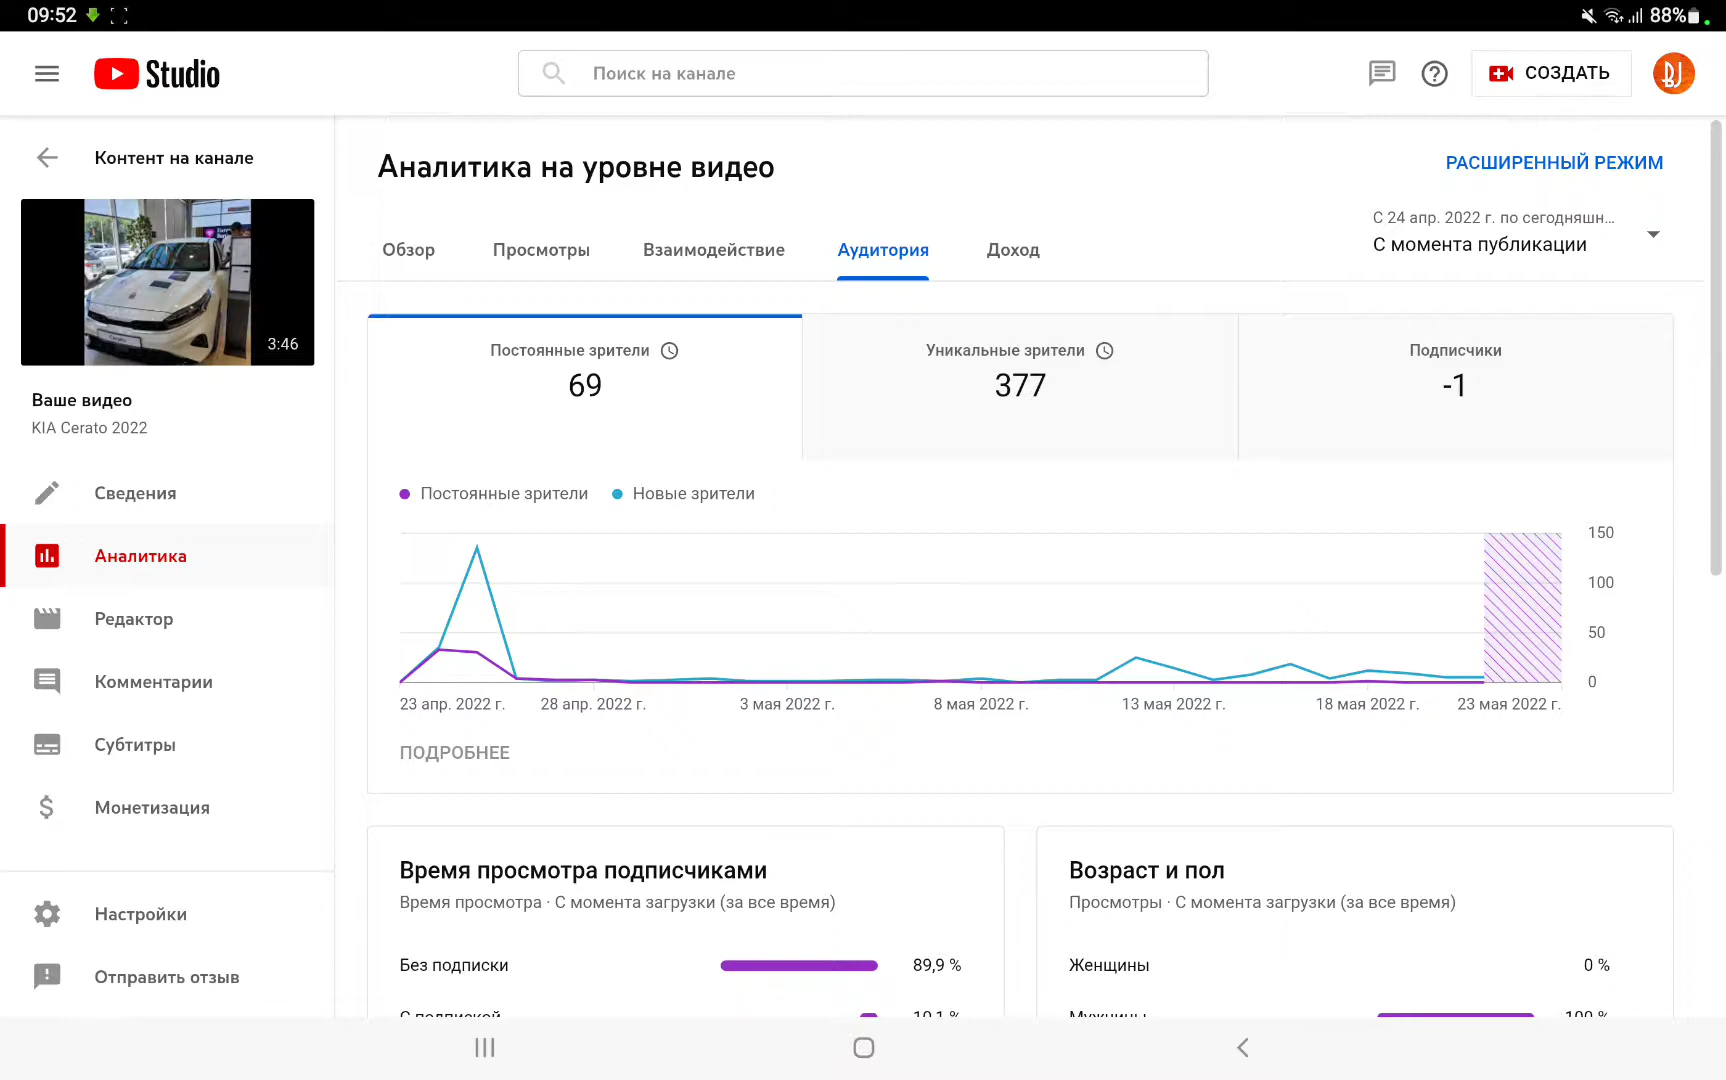 09:52
88%
Studio
Поиск на канале
СОЗДАТЬ
Контент на канале
3:46
Ваше видео
KIA Cerato 2022
Сведения
Аналитика
Редактор
Комментарии
Субтитры
Монетизация
Настройки
Отправить отзыв
Аналитика на уровне видео
РАСШИРЕННЫЙ РЕЖИМ
С 24 апр. 2022 г. по сегодняшн...
С момента публикации
Обзор
Просмотры
Взаимодействие
Аудитория
Доход
Постоянные зрители
69
Уникальные зрители
377
Подписчики
-1
Постоянные зрители
Новые зрители
150
100
50
0
23 апр. 2022 г.
28 апр. 2022 г.
3 мая 2022 г.
8 мая 2022 г.
13 мая 2022 г.
18 мая 2022 г.
23 мая 2022 г.
ПОДРОБНЕЕ
Время просмотра подписчиками
Время просмотра · С момента загрузки (за все время)
Без подписки 89,9 %
С подпиской 10,1 %
Возраст и пол
Просмотры · С момента загрузки (за все время)
Женщины 0 %
Мужчины 100 %